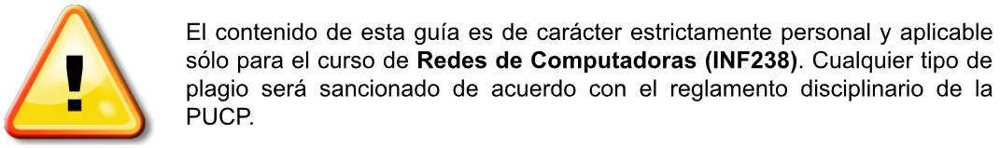 El contenido de esta guía es de carácter estrictamente personal y aplicable
sólo para el curso de Redes de Computadoras (INF238). Cualquier tipo de
plagio será sancionado de acuerdo con el reglamento disciplinario de la
PUCP.